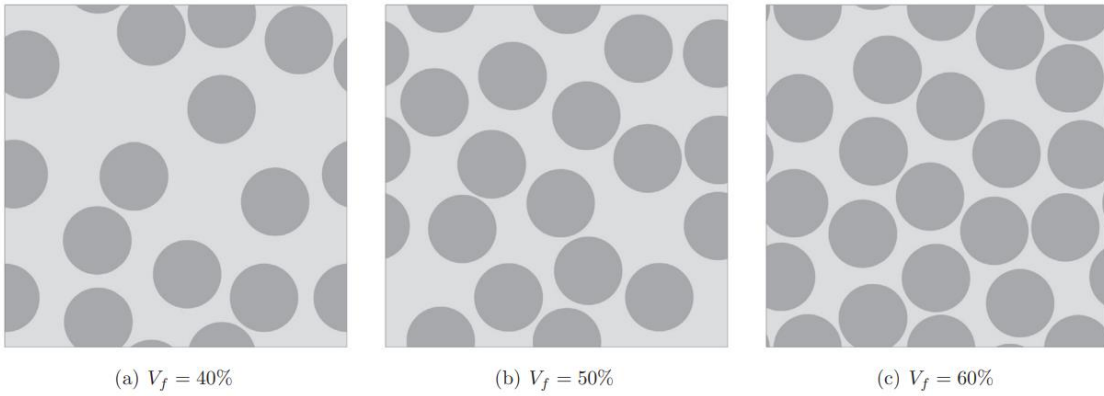 (a) V_f = 40%
(b) V_f = 50%
(c) V_f = 60%